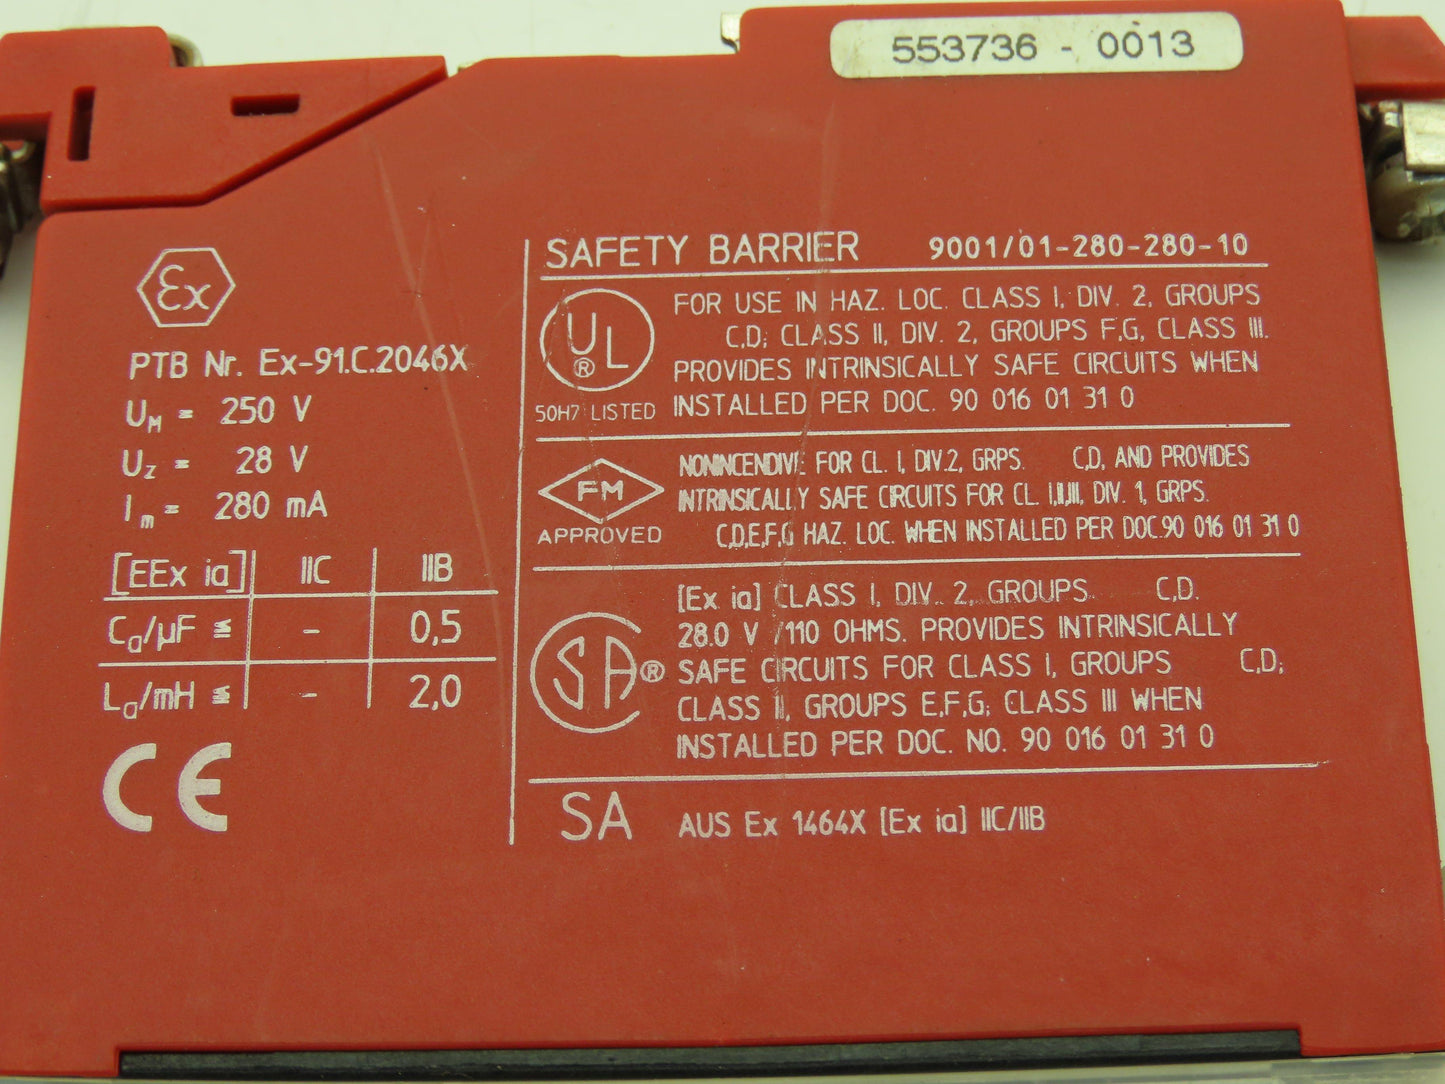 553736 - 0013
Ex
PTB Nr. Ex-91.C.2046X
UM = 250 V
Uz = 28 V
Im = 280 mA
[EEx ia] IIC IIB
Ca/µF ≤ - 0,5
La/mH ≤ - 2,0
CE
SAFETY BARRIER 9001/01-280-280-10
UL ®
50H7 LISTED
FOR USE IN HAZ. LOC. CLASS I, DIV. 2, GROUPS
C,D; CLASS II, DIV. 2, GROUPS F,G, CLASS III.
PROVIDES INTRINSICALLY SAFE CIRCUITS WHEN
INSTALLED PER DOC. 90 016 01 31 0
FM
APPROVED
NONINCENDIVE FOR CL. I, DIV.2, GRPS. C,D, AND PROVIDES
INTRINSICALLY SAFE CIRCUITS FOR CL. I,II,III, DIV. 1, GRPS.
C,D,E,F,G HAZ. LOC. WHEN INSTALLED PER DOC.90 016 01 31 0
CSA ®
[Ex ia] CLASS I, DIV. 2, GROUPS C,D.
28.0 V /110 OHMS. PROVIDES INTRINSICALLY
SAFE CIRCUITS FOR CLASS I, GROUPS C,D;
CLASS II, GROUPS E,F,G; CLASS III WHEN
INSTALLED PER DOC. NO. 90 016 01 31 0
SA AUS Ex 1464X [Ex ia] IIC/IIB